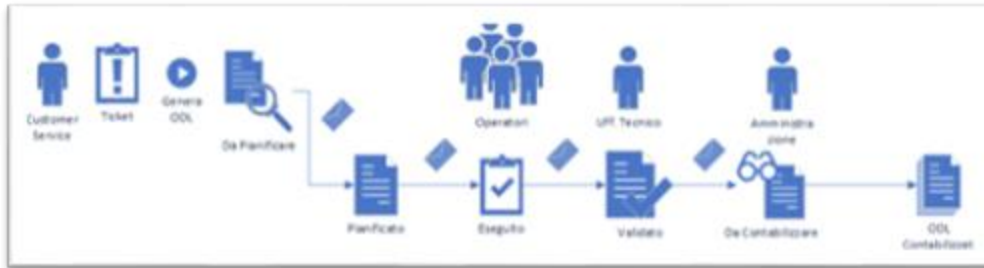 Customer
Service
Ticket
Genera
ODL
Da Pianificare
Operatori
Uff. Tecnico
Amministra
zione
Pianificato
Eseguito
Validato
Da Contabilizzare
ODL
Contabilizzati